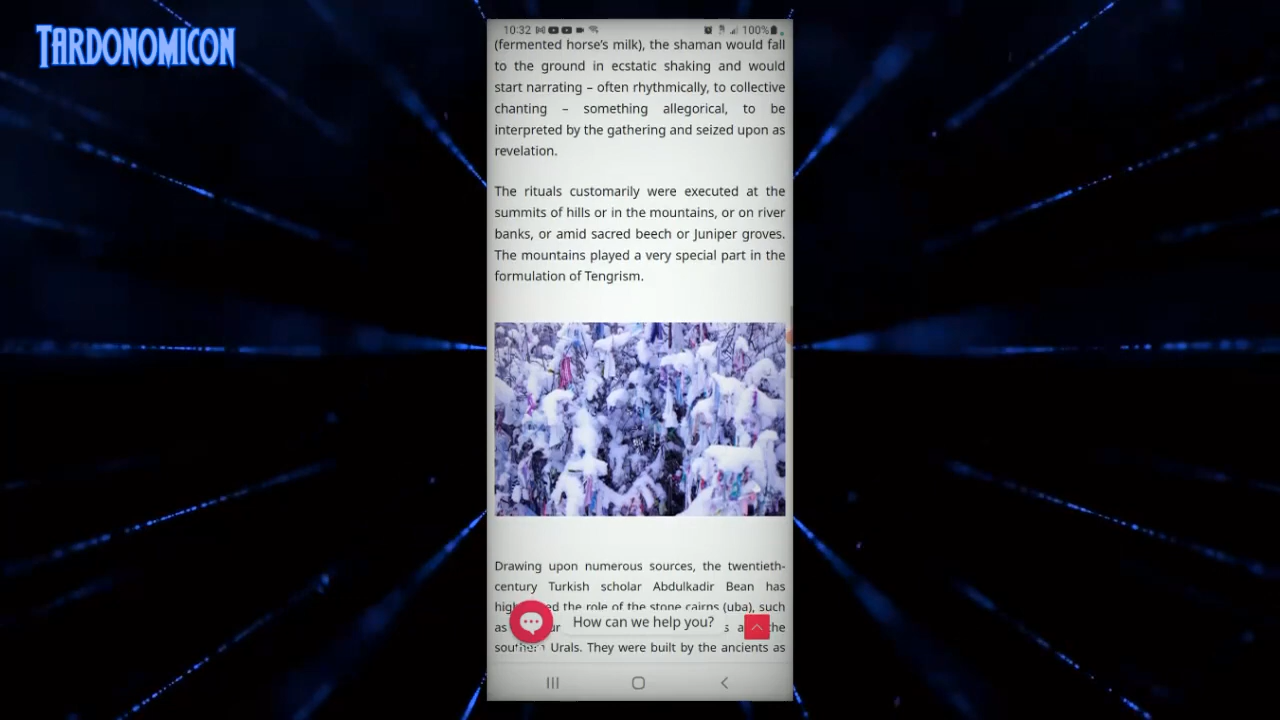 TARDONOMICON
10:32
100%
(fermented horse's milk), the shaman would fall
to the ground in ecstatic shaking and would
start narrating – often rhythmically, to collective
chanting – something allegorical, to be
interpreted by the gathering and seized upon as
revelation.
The rituals customarily were executed at the
summits of hills or in the mountains, or on river
banks, or amid sacred beech or Juniper groves.
The mountains played a very special part in the
formulation of Tengrism.
Drawing upon numerous sources, the twentieth-
century Turkish scholar Abdulkadir Bean has
the role of the stone cairns (uba), such
as the
How can we help you?
Urals. They were built by the ancients as